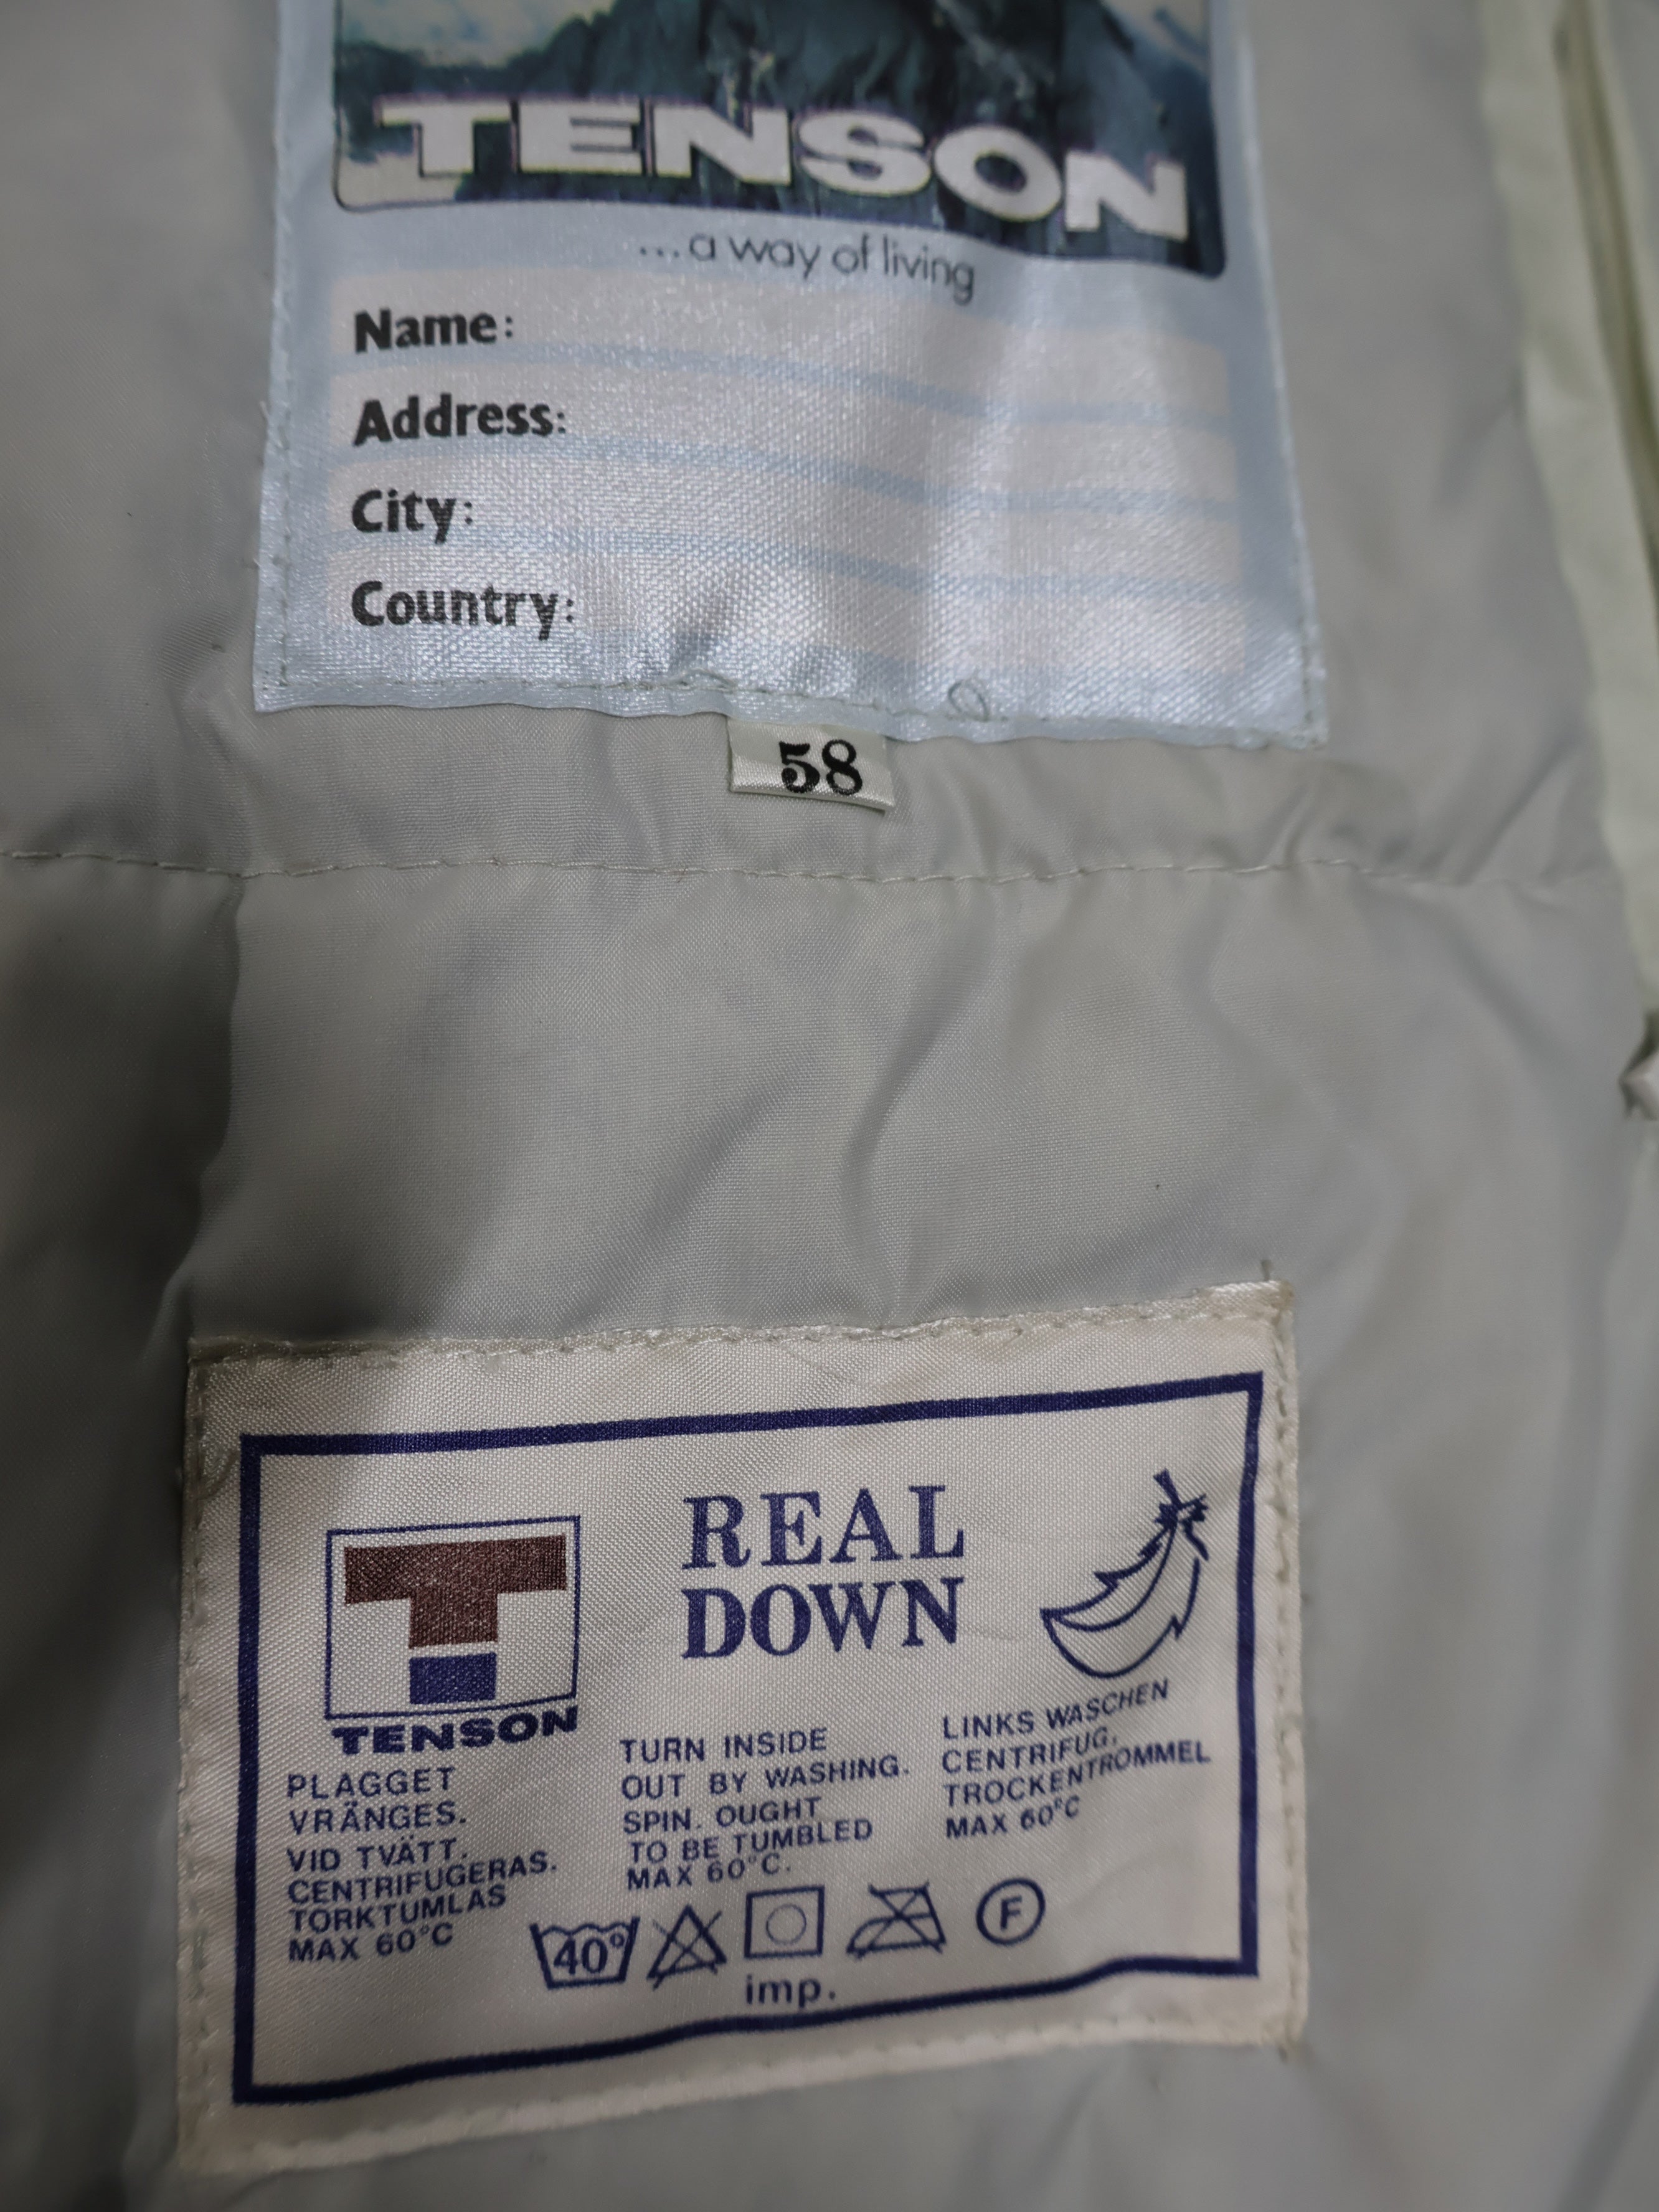 TENSON
...a way of living
Name:
Address:
City:
Country:
58
REAL
DOWN
TENSON
PLAGGET
VRÄNGES.
VID TVÄTT.
CENTRIFUGERAS.
TORKTUMLAS
MAX 60°C
TURN INSIDE
OUT BY WASHING.
SPIN. OUGHT
TO BE TUMBLED
MAX 60°C.
LINKS WASCHEN
CENTRIFUG.
TROCKENTROMMEL
MAX 60°C
40°
F
imp.